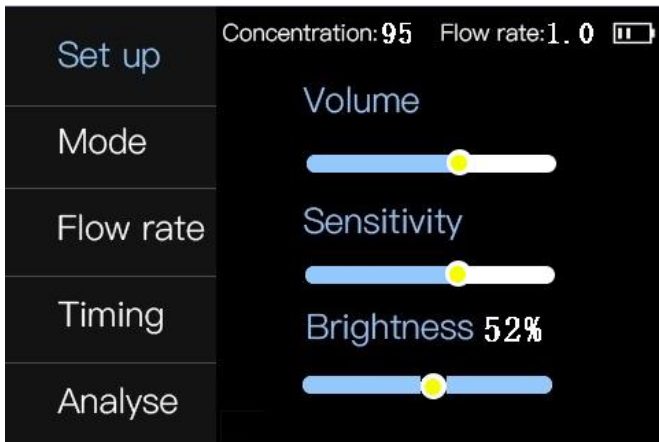 Concentration:95 Flow rate:1.0
Set up
Mode
Flow rate
Timing
Analyse
Volume
Sensitivity
Brightness 52%